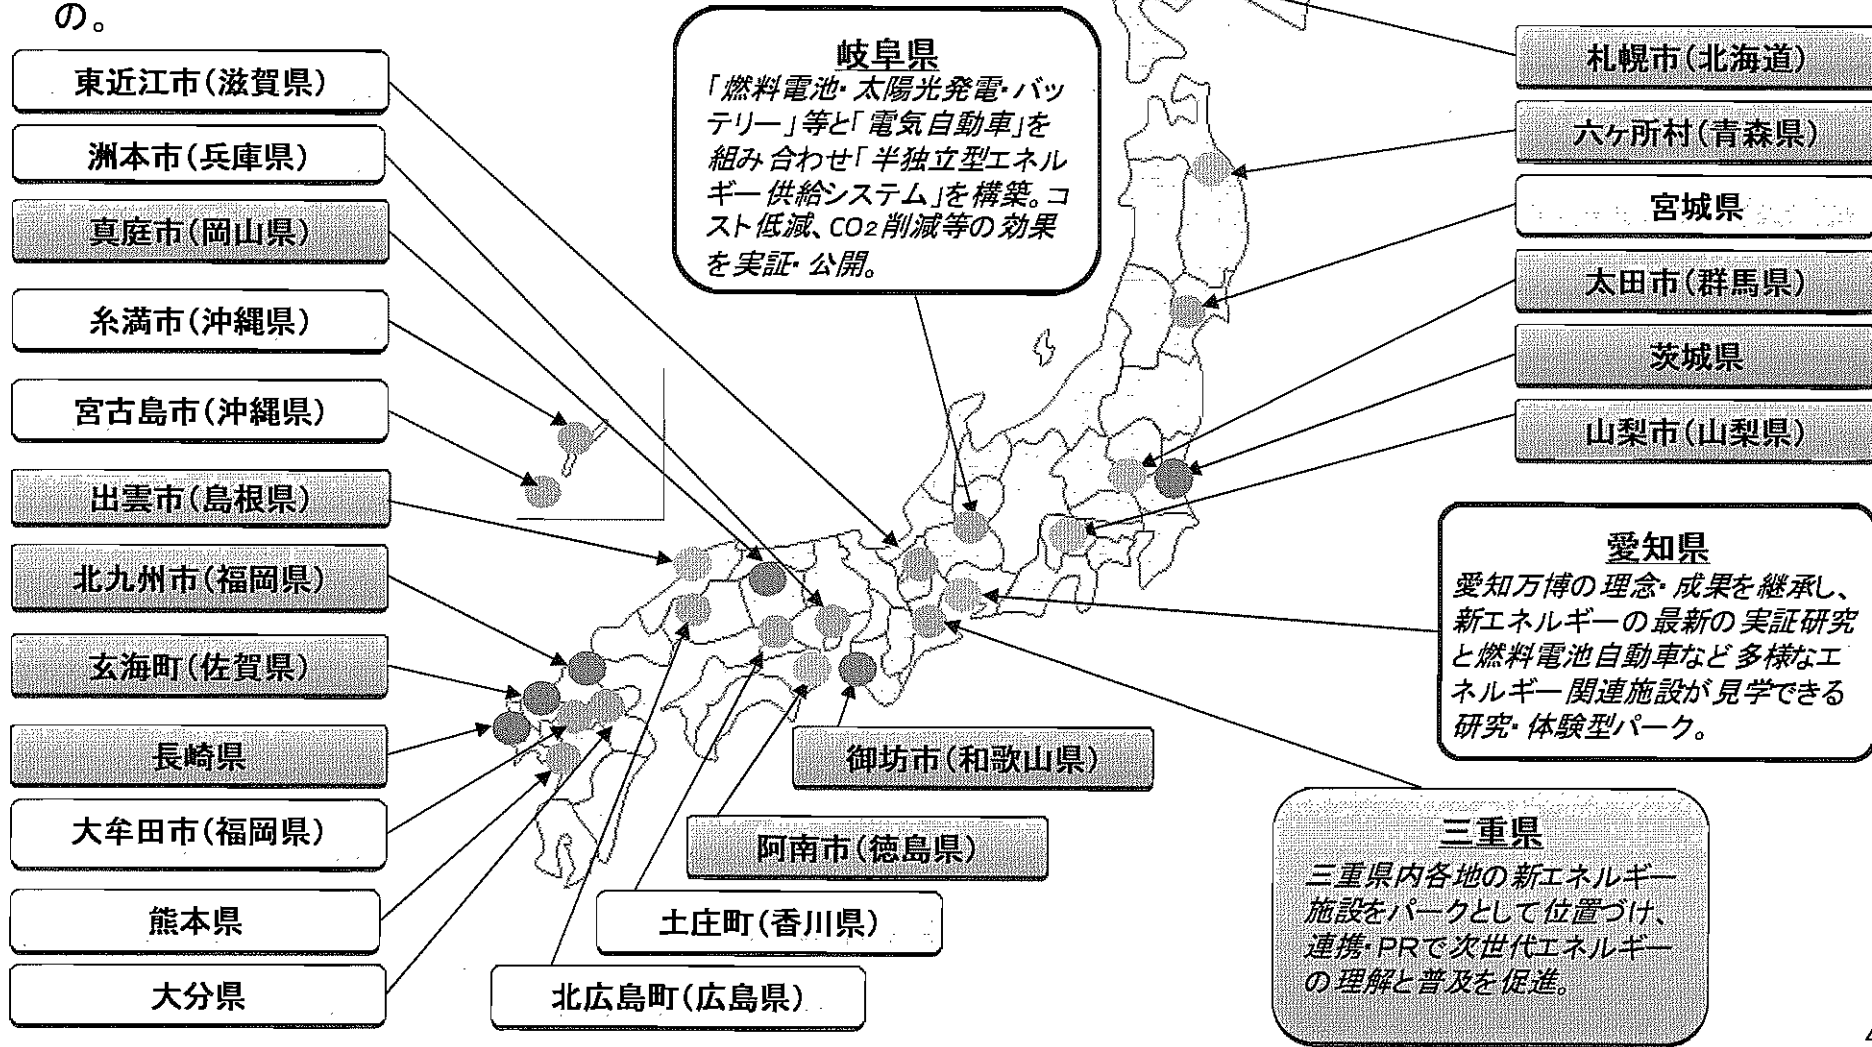 の。
東近江市(滋賀県)
洲本市(兵庫県)
真庭市(岡山県)
糸満市(沖縄県)
宮古島市(沖縄県)
出雲市(島根県)
北九州市(福岡県)
玄海町(佐賀県)
長崎県
大牟田市(福岡県)
熊本県
大分県
岐阜県
「燃料電池・太陽光発電・バッ
テリー」等と「電気自動車」を
組み合わせ「半独立型エネル
ギー供給システム」を構築。コ
スト低減、CO2削減等の効果
を実証・公開。
札幌市(北海道)
六ヶ所村(青森県)
宮城県
太田市(群馬県)
茨城県
山梨市(山梨県)
愛知県
愛知万博の理念・成果を継承し、
新エネルギーの最新の実証研究
と燃料電池自動車など多様なエ
ネルギー関連施設が見学できる
研究・体験型パーク。
御坊市(和歌山県)
阿南市(徳島県)
土庄町(香川県)
北広島町(広島県)
三重県
三重県内各地の新エネルギー
施設をパークとして位置づけ、
連携・PRで次世代エネルギー
の理解と普及を促進。